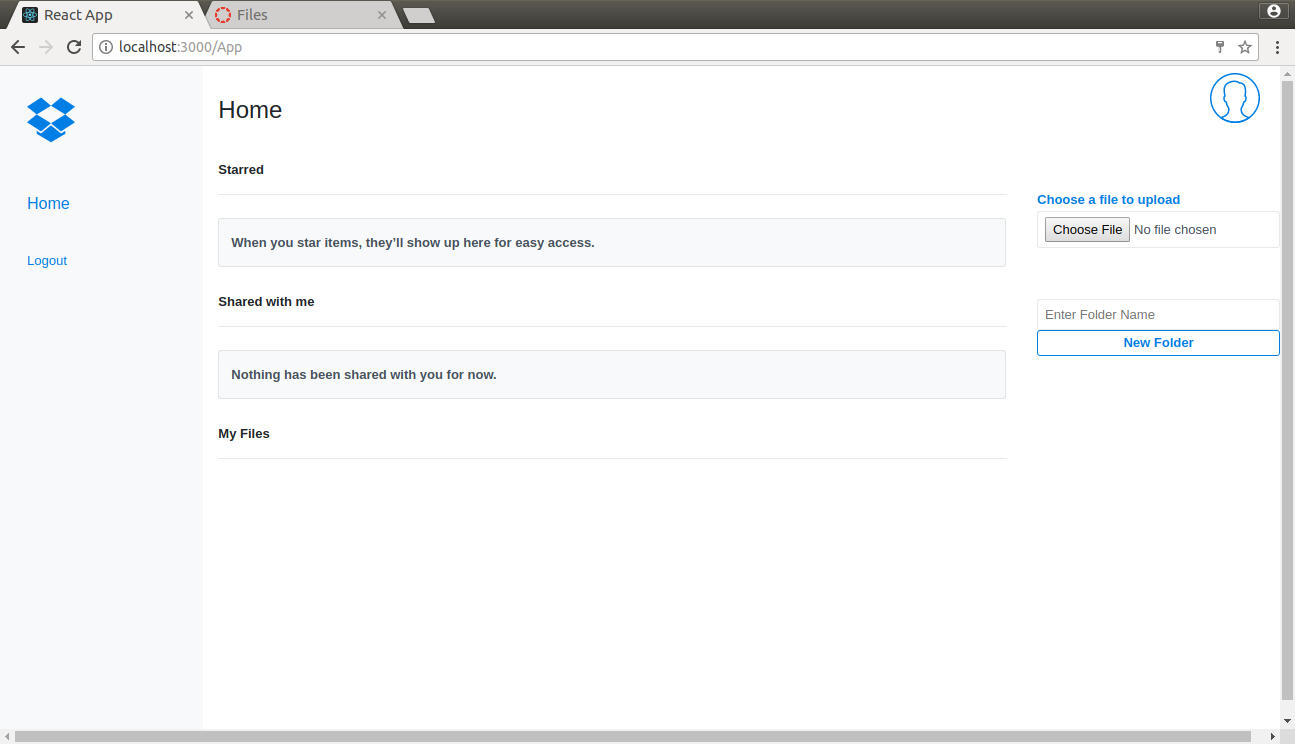 React App
Files
localhost:3000/App
Home
Home
Logout
Starred
When you star items, they’ll show up here for easy access.
Shared with me
Nothing has been shared with you for now.
My Files
Choose a file to upload
Choose File No file chosen
Enter Folder Name
New Folder